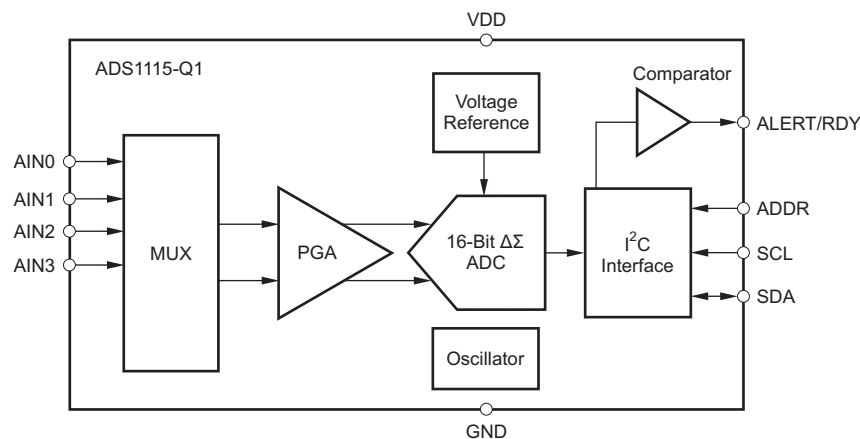 VDD
ADS1115-Q1
Comparator
Voltage
Reference
ALERT/RDY
AIN0
AIN1
AIN2
AIN3
MUX
PGA
16-Bit ΔΣ
ADC
I²C
Interface
ADDR
SCL
SDA
Oscillator
GND